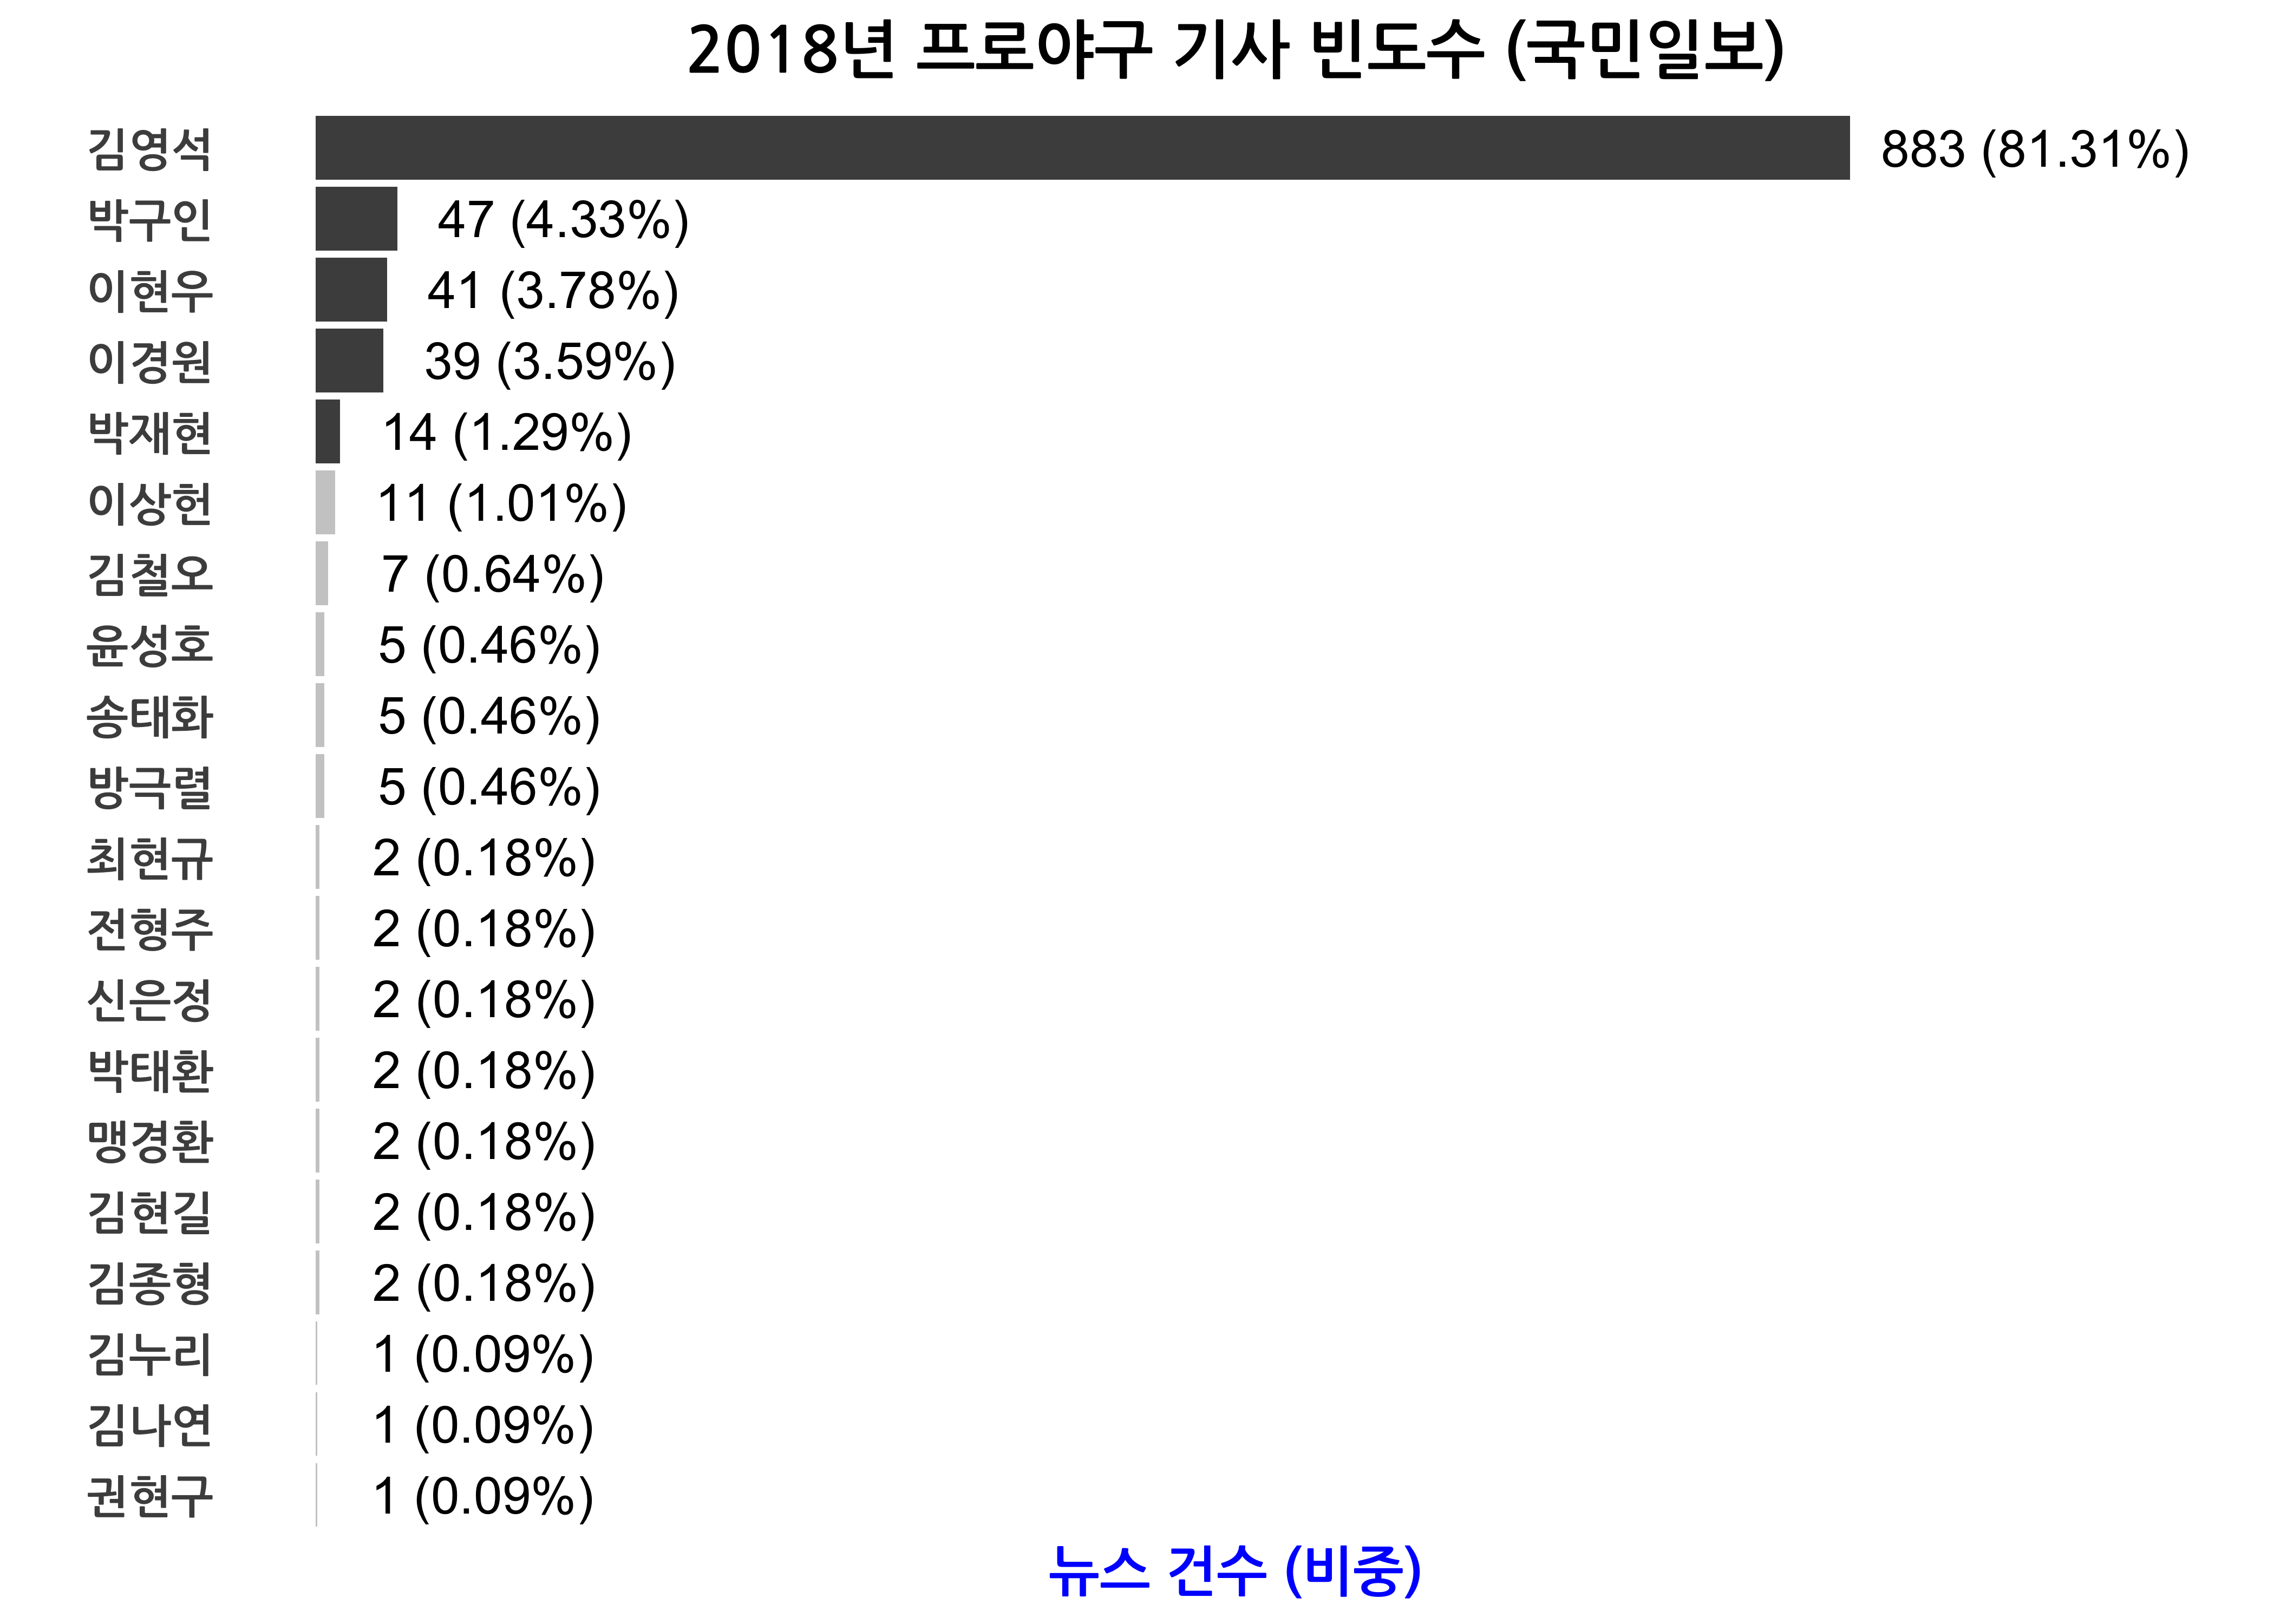 2018년 프로야구 기사 빈도수 (국민일보)
김영석 883 (81.31%)
박구인 47 (4.33%)
이현우 41 (3.78%)
이경원 39 (3.59%)
박재현 14 (1.29%)
이상헌 11 (1.01%)
김철오 7 (0.64%)
윤성호 5 (0.46%)
송태화 5 (0.46%)
방극렬 5 (0.46%)
최현규 2 (0.18%)
전형주 2 (0.18%)
신은정 2 (0.18%)
박태환 2 (0.18%)
맹경환 2 (0.18%)
김현길 2 (0.18%)
김종형 2 (0.18%)
김누리 1 (0.09%)
김나연 1 (0.09%)
권현구 1 (0.09%)
뉴스 건수 (비중)